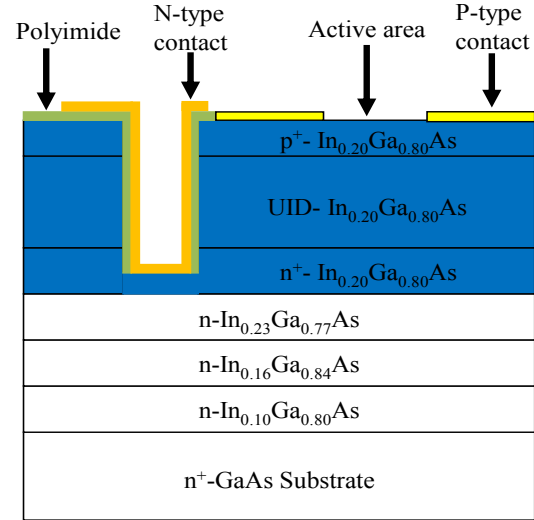 Polyimide
N-type
contact
Active area
P-type
contact
p⁺- In₀.₂₀Ga₀.₈₀As
UID- In₀.₂₀Ga₀.₈₀As
n⁺- In₀.₂₀Ga₀.₈₀As
n-In₀.₂₃Ga₀.₇₇As
n-In₀.₁₆Ga₀.₈₄As
n-In₀.₁₀Ga₀.₈₀As
n⁺-GaAs Substrate